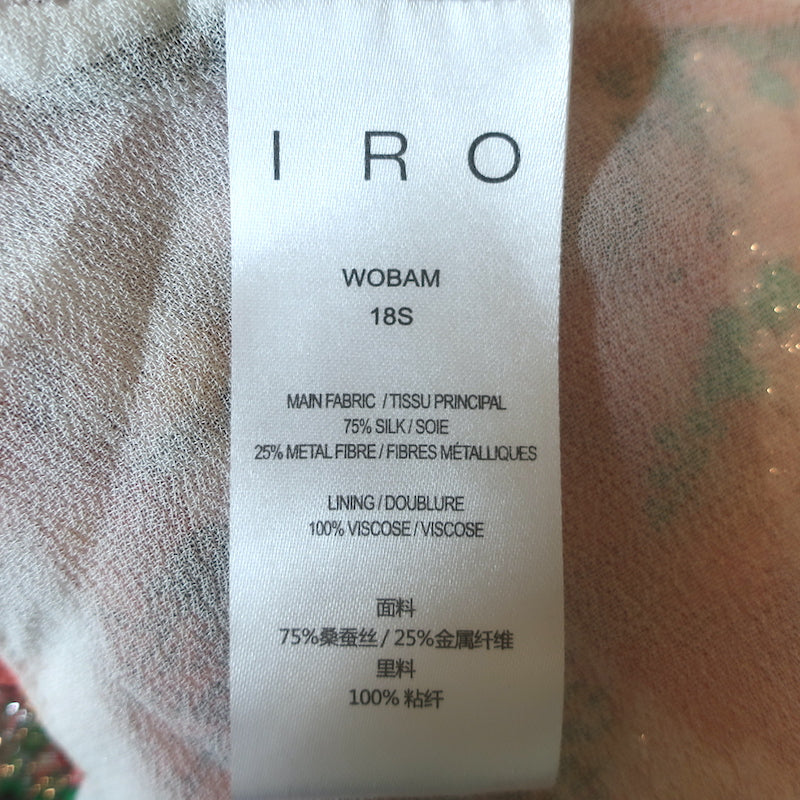 IRO
WOBAM
18S
MAIN FABRIC / TISSU PRINCIPAL
75% SILK / SOIE
25% METAL FIBRE / FIBRES MÉTALLIQUES
LINING / DOUBLURE
100% VISCOSE / VISCOSE
面料
75%桑蚕丝 / 25%金属纤维
里料
100% 粘纤